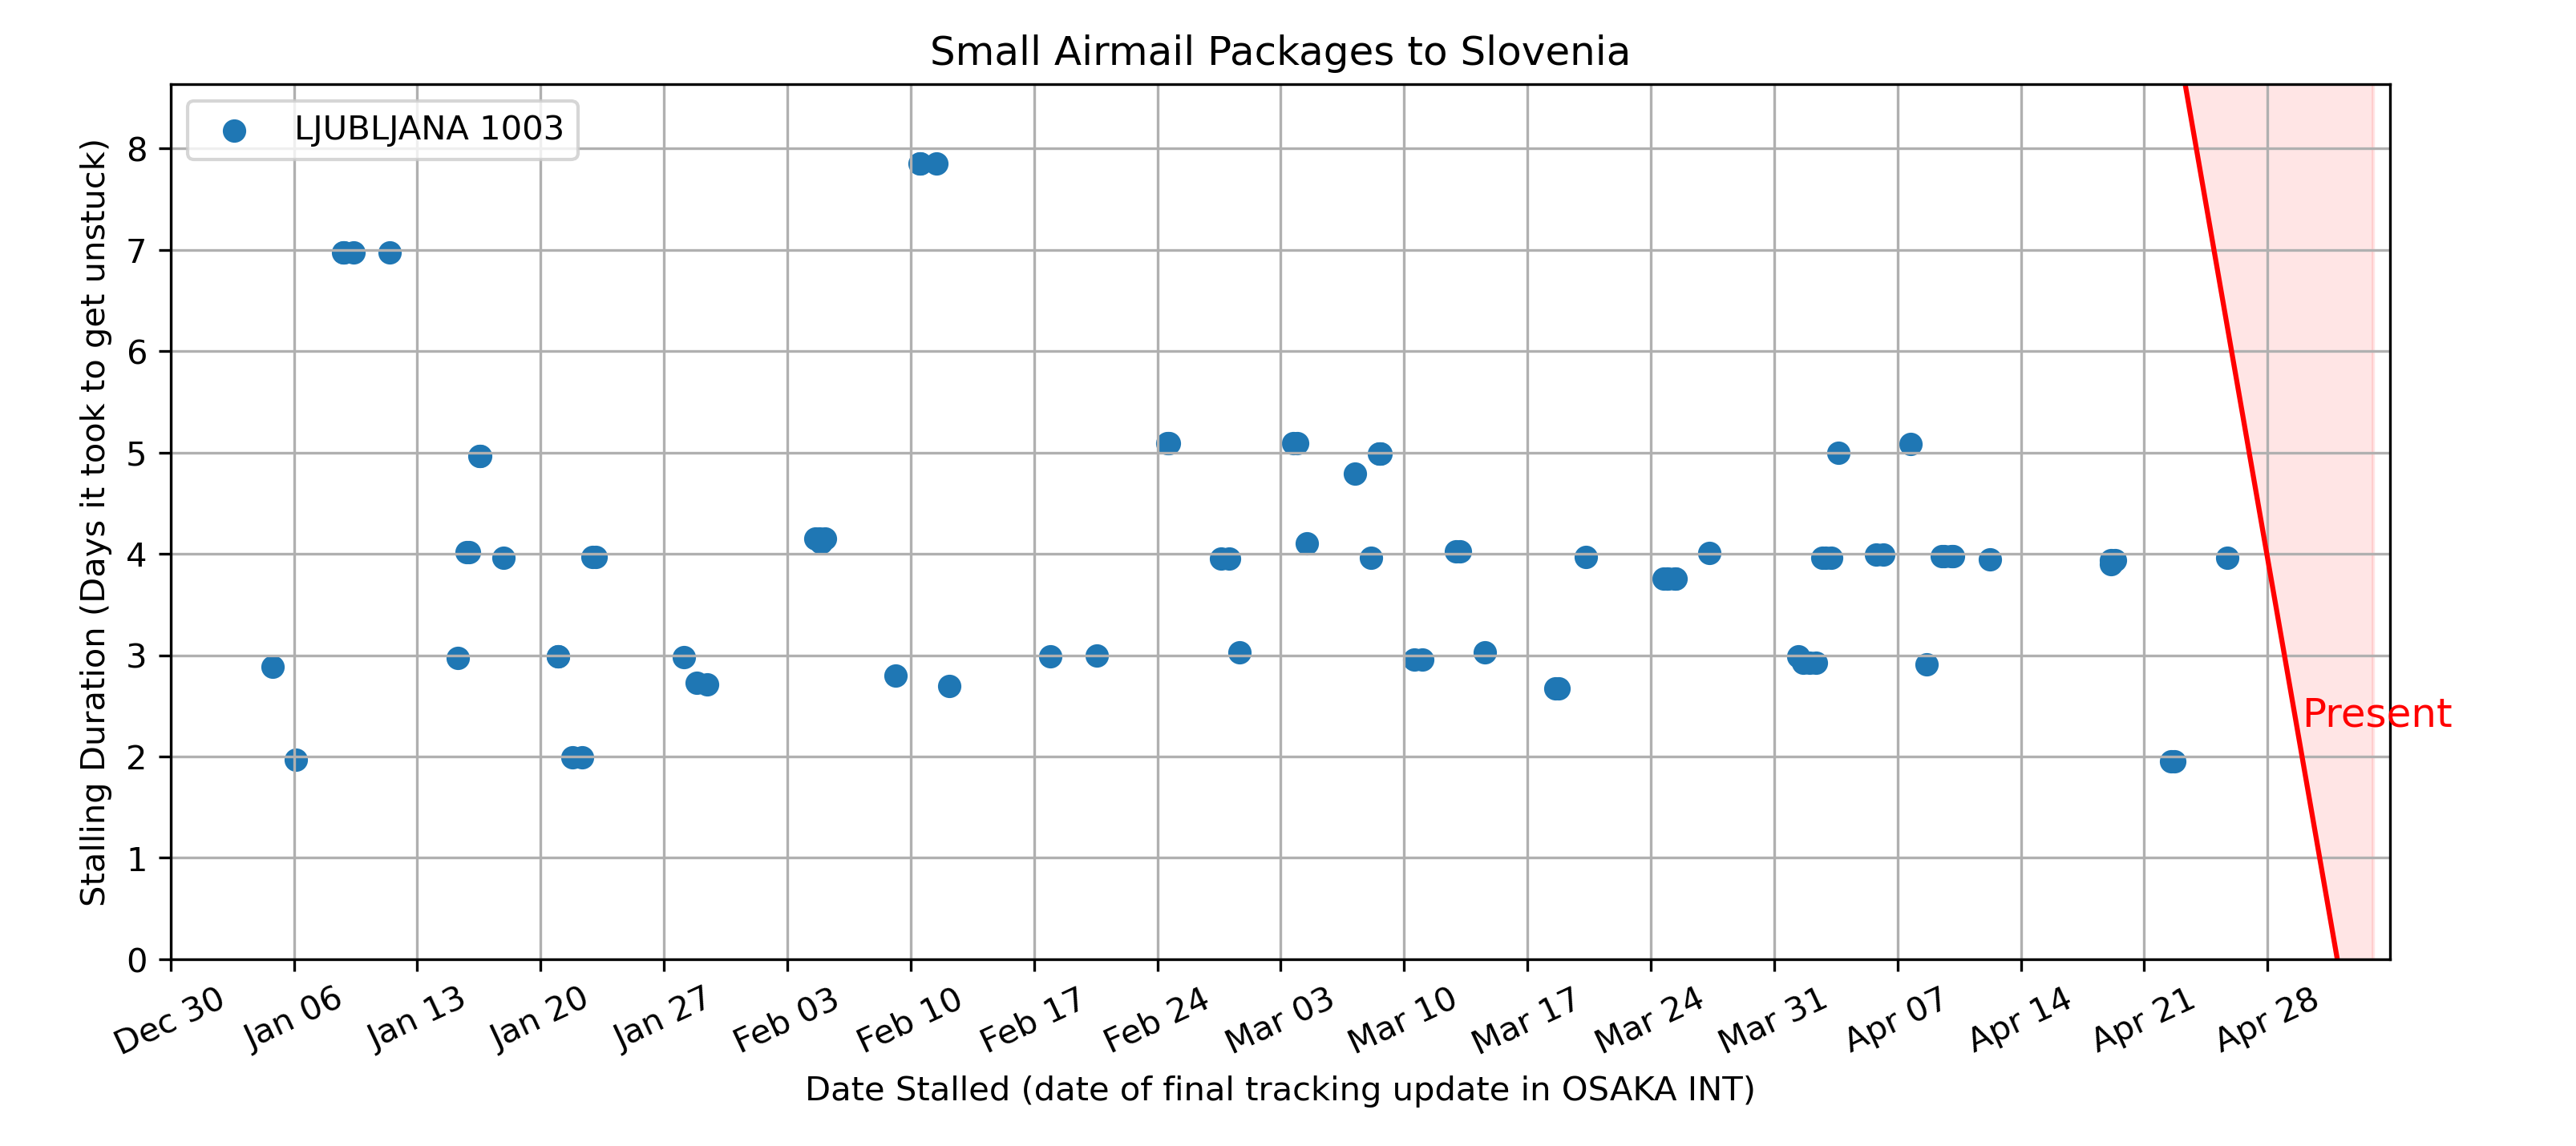 Small Airmail Packages to Slovenia
LJUBLJANA 1003
Stalling Duration (Days it took to get unstuck)
8
7
6
5
4
3
2
1
0
Present
Dec 30
Jan 06
Jan 13
Jan 20
Jan 27
Feb 03
Feb 10
Feb 17
Feb 24
Mar 03
Mar 10
Mar 17
Mar 24
Mar 31
Apr 07
Apr 14
Apr 21
Apr 28
Date Stalled (date of final tracking update in OSAKA INT)